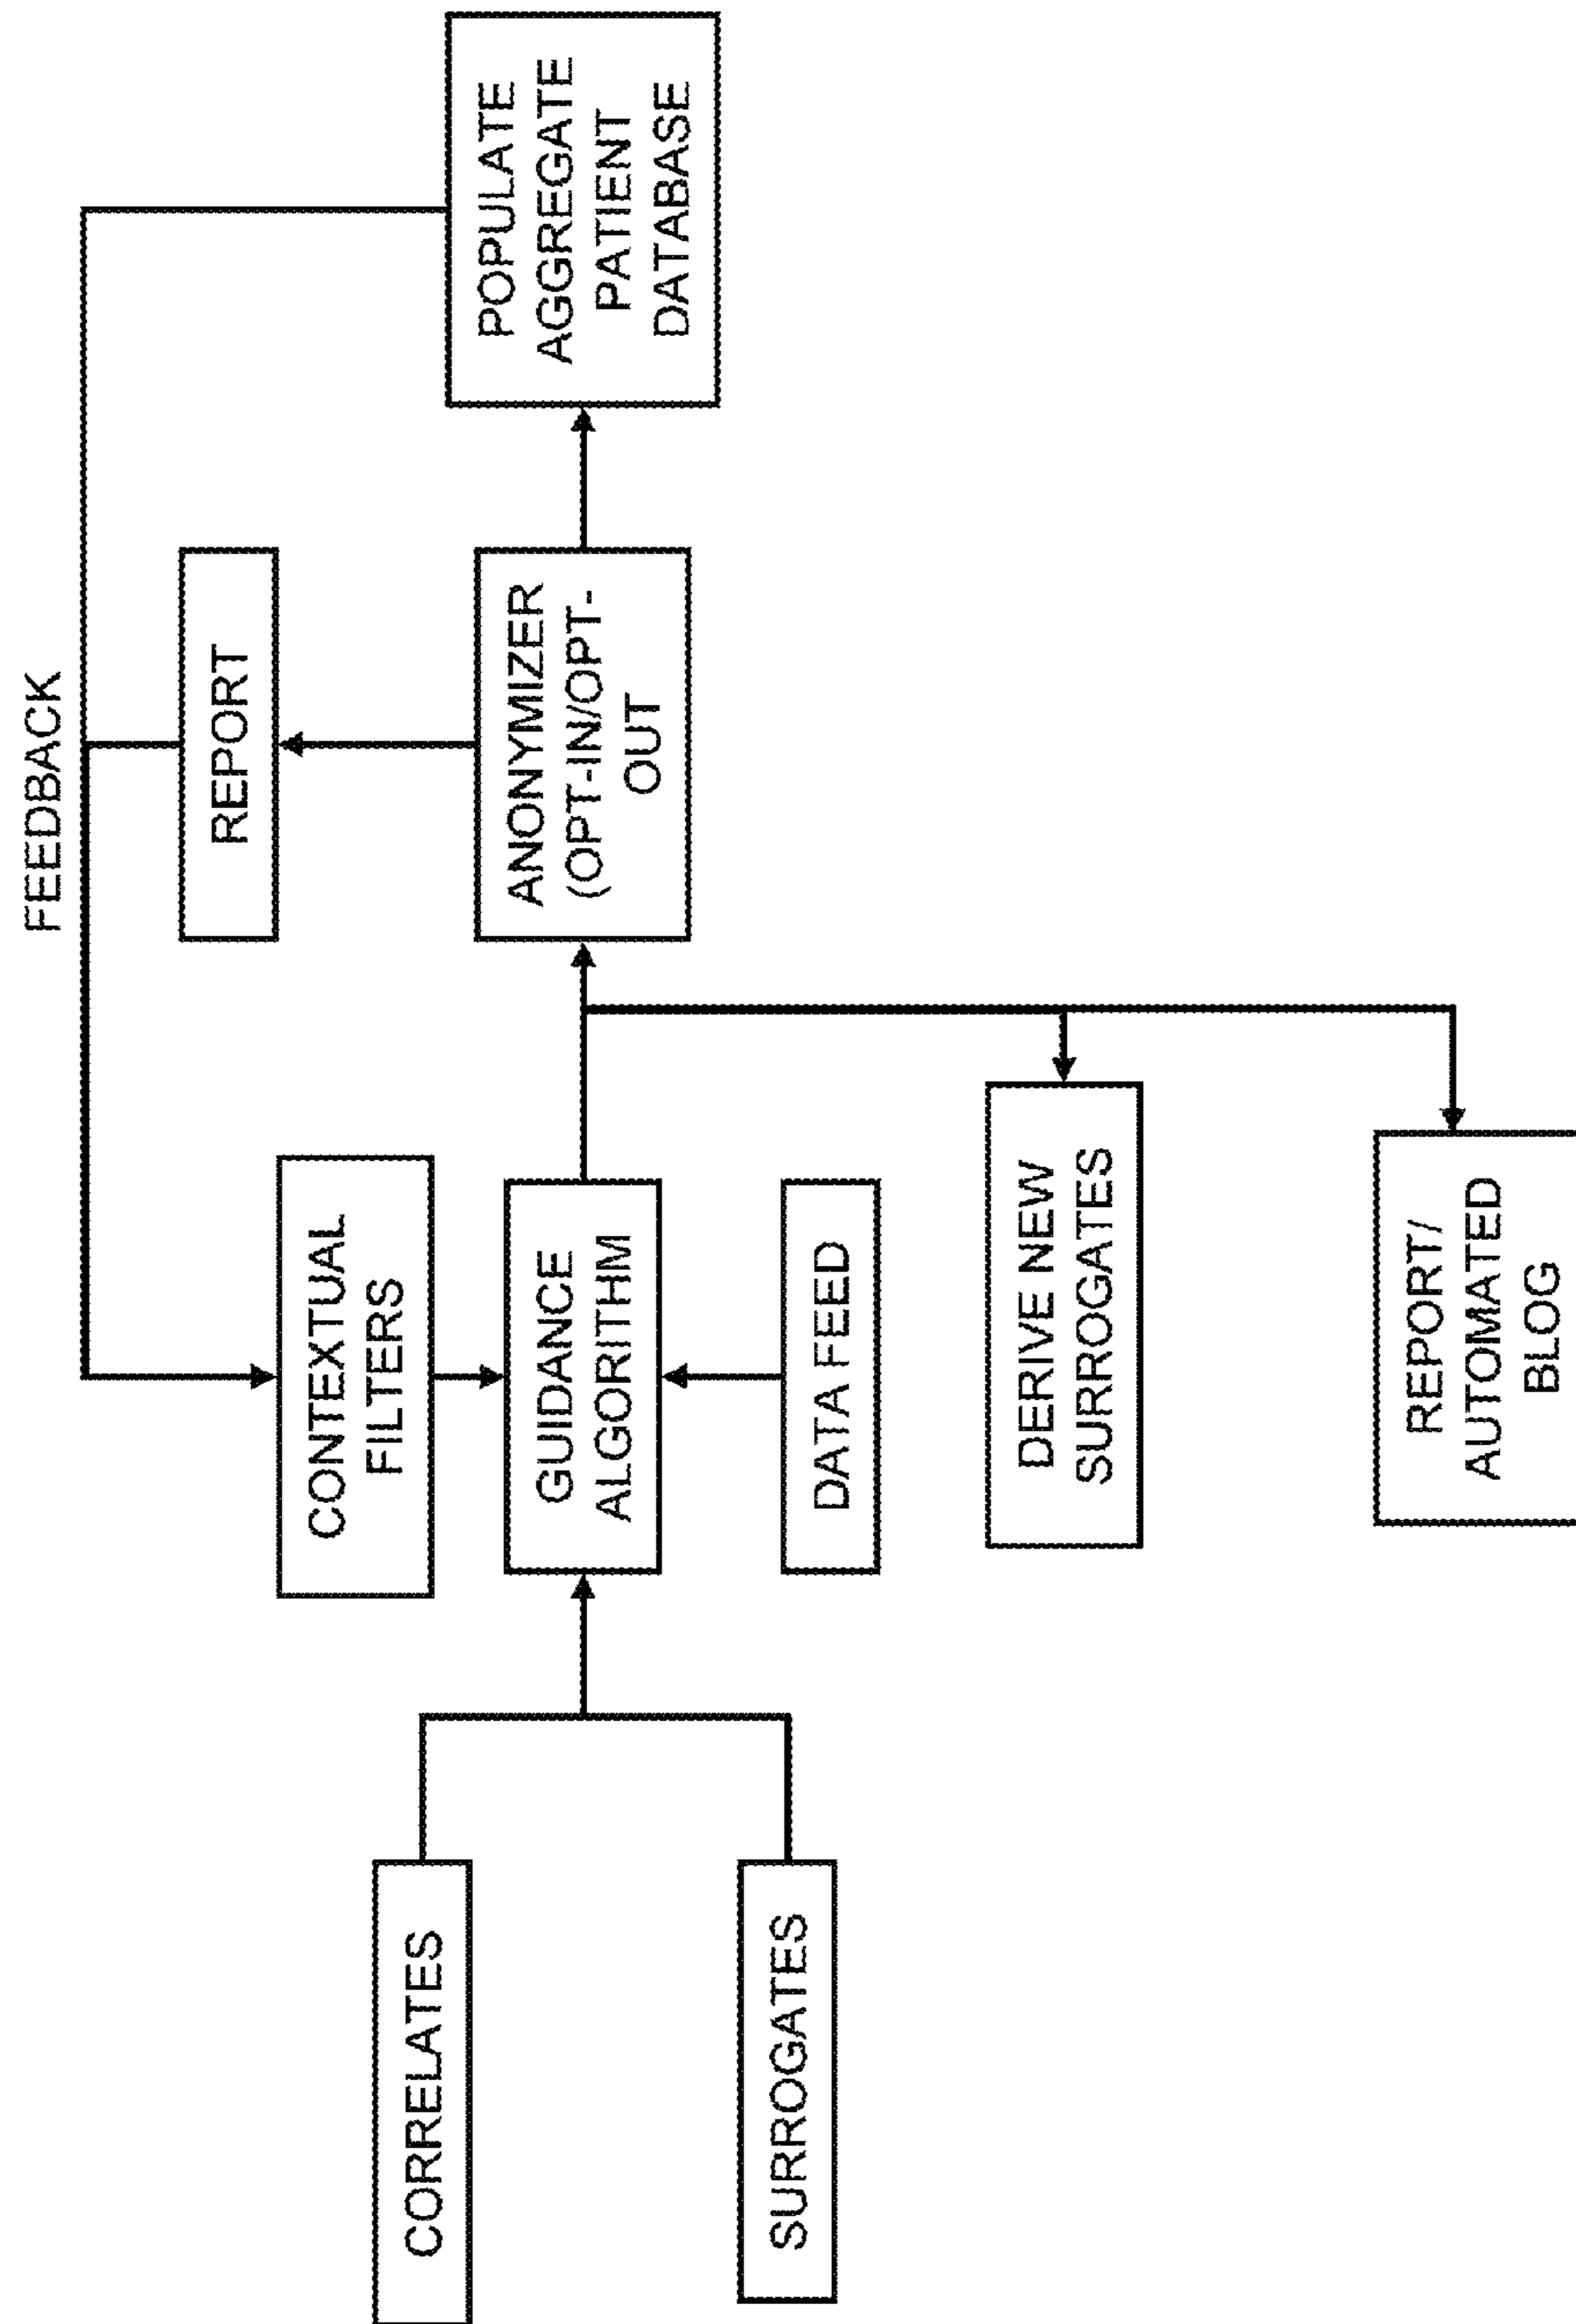 FEEDBACK
CORRELATES
SURROGATES
CONTEXTUAL
FILTERS
GUIDANCE
ALGORITHM
DATA FEED
DERIVE NEW
SURROGATES
REPORT/
AUTOMATED
BLOG
REPORT
ANONYMIZER
(OPT-IN/OPT-
OUT
POPULATE
AGGREGATE
PATIENT
DATABASE